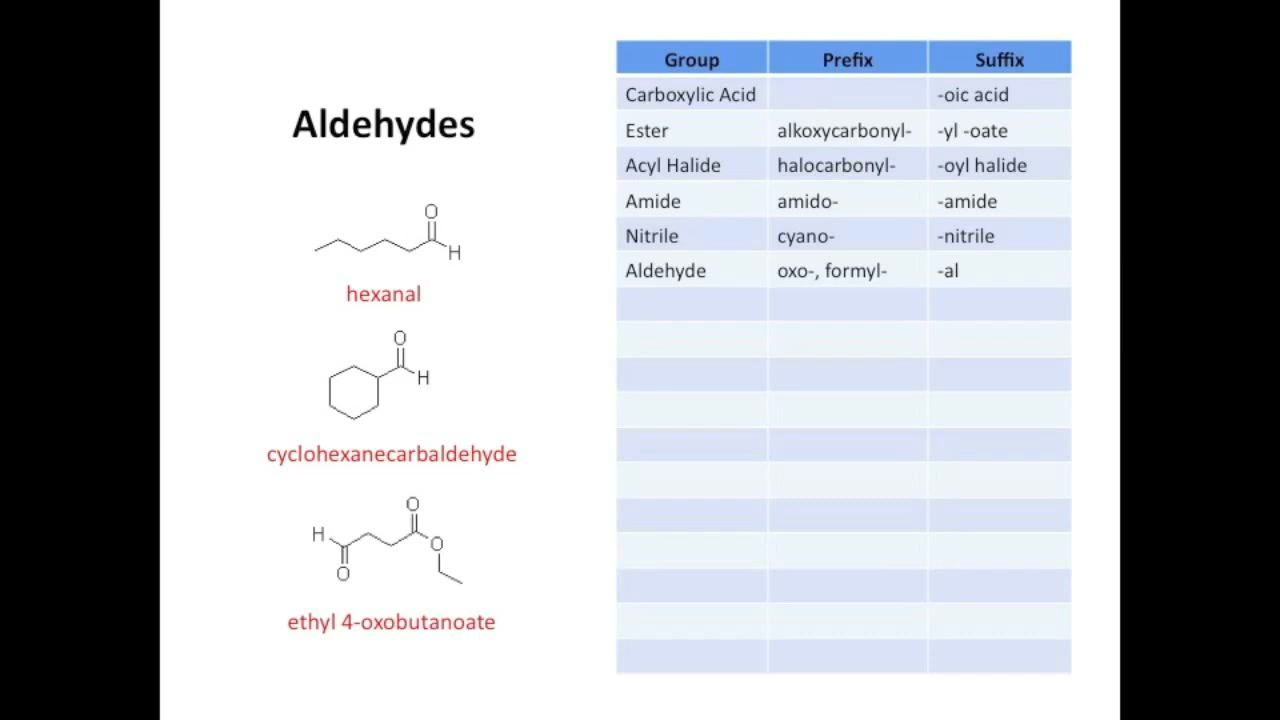 Aldehydes
O
H
hexanal
O
H
cyclohexanecarbaldehyde
O
H
O
O
ethyl 4-oxobutanoate
Group Prefix Suffix
Carboxylic Acid -oic acid
Ester alkoxycarbonyl- -yl -oate
Acyl Halide halocarbonyl- -oyl halide
Amide amido- -amide
Nitrile cyano- -nitrile
Aldehyde oxo-, formyl- -al